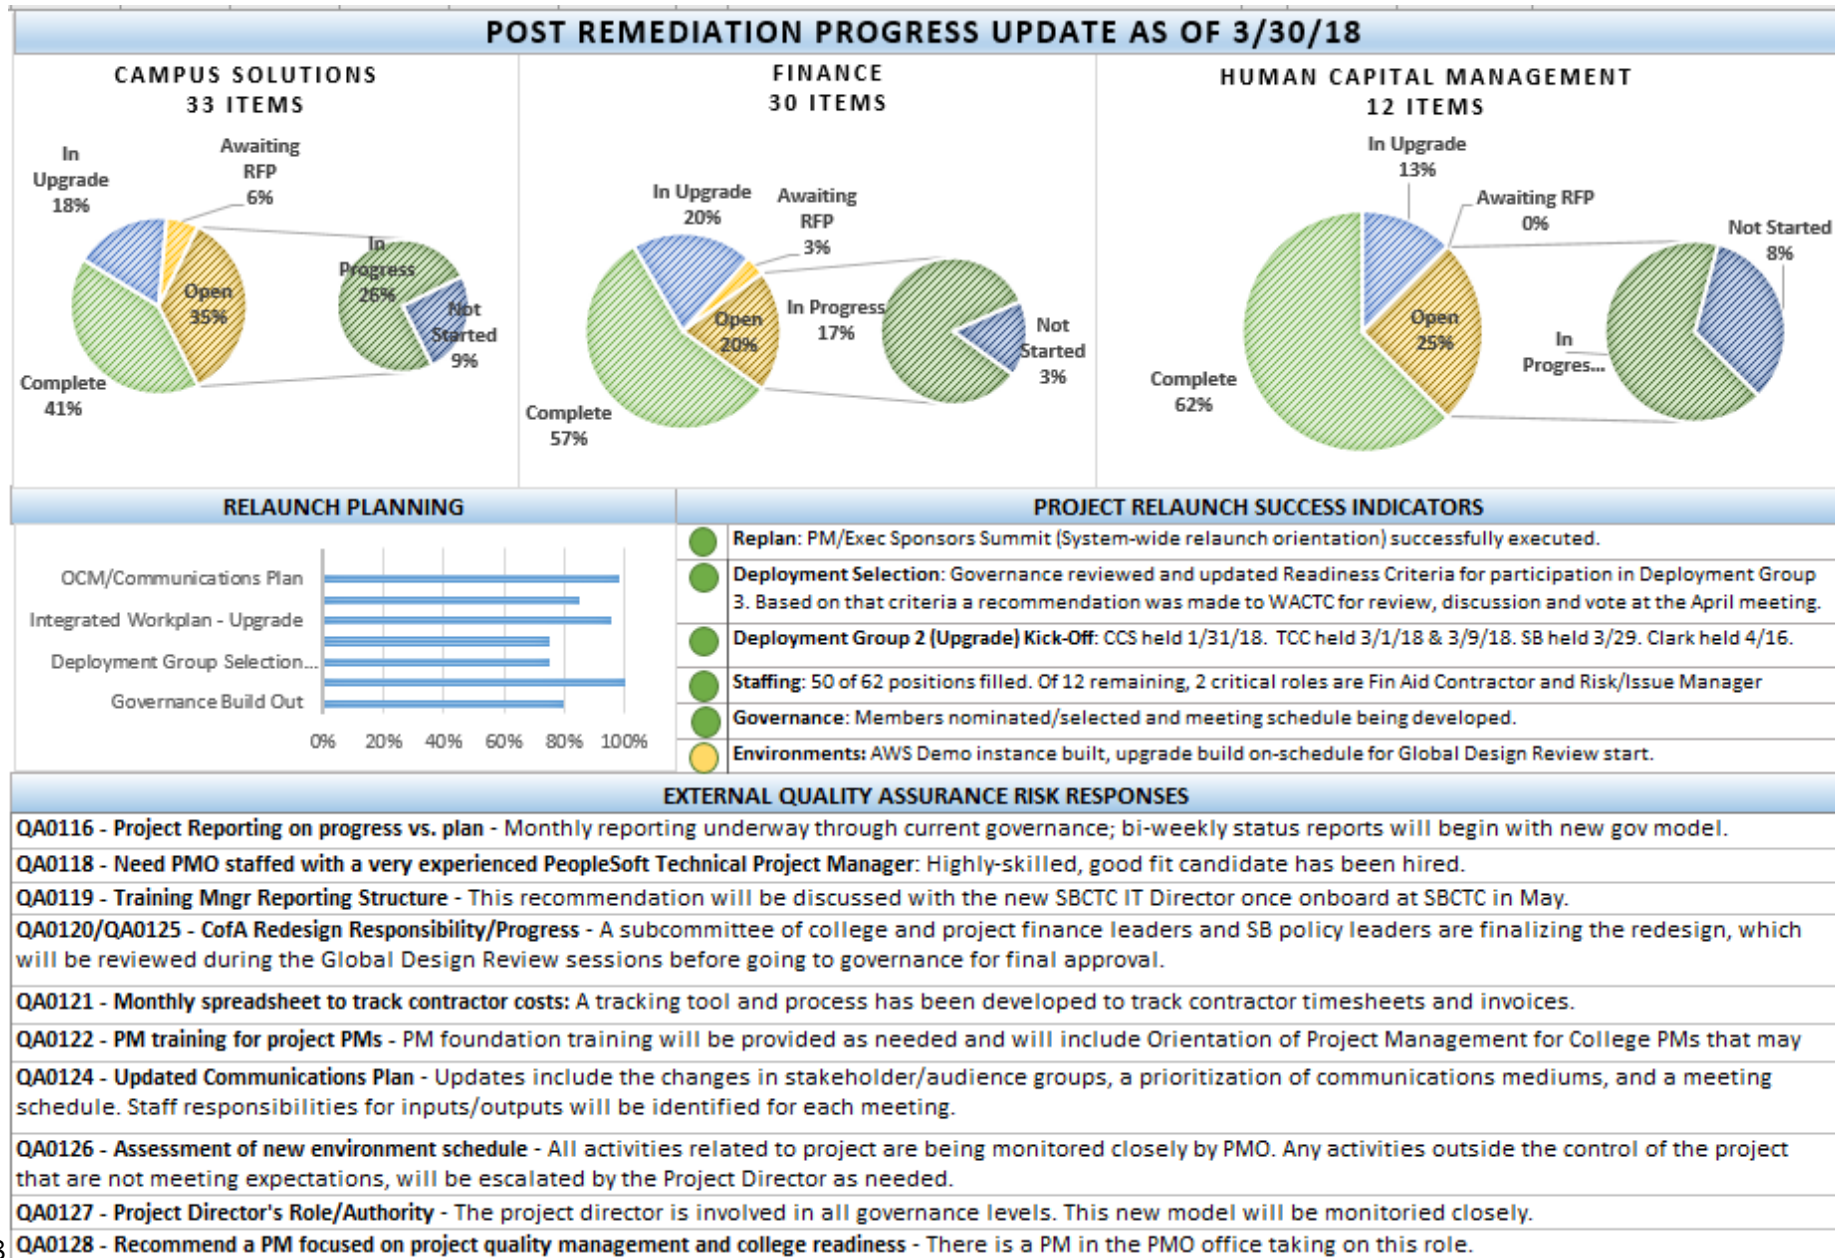 POST REMEDIATION PROGRESS UPDATE AS OF 3/30/18
CAMPUS SOLUTIONS
33 ITEMS
In
Upgrade
18%
Awaiting
RFP
6%
Open
35%
Complete
41%
In
Progress
26%
Not
Started
9%
FINANCE
30 ITEMS
In Upgrade
20%
Awaiting
RFP
3%
Open
20%
Complete
57%
In Progress
17%
Not
Started
3%
HUMAN CAPITAL MANAGEMENT
12 ITEMS
In Upgrade
13%
Awaiting RFP
0%
Open
25%
Complete
62%
In
Progres...
Not Started
8%
RELAUNCH PLANNING
OCM/Communications Plan
Integrated Workplan - Upgrade
Deployment Group Selection...
Governance Build Out
0% 20% 40% 60% 80% 100%
PROJECT RELAUNCH SUCCESS INDICATORS
Replan: PM/Exec Sponsors Summit (System-wide relaunch orientation) successfully executed.
Deployment Selection: Governance reviewed and updated Readiness Criteria for participation in Deployment Group
3. Based on that criteria a recommendation was made to WACTC for review, discussion and vote at the April meeting.
Deployment Group 2 (Upgrade) Kick-Off: CCS held 1/31/18. TCC held 3/1/18 & 3/9/18. SB held 3/29. Clark held 4/16.
Staffing: 50 of 62 positions filled. Of 12 remaining, 2 critical roles are Fin Aid Contractor and Risk/Issue Manager
Governance: Members nominated/selected and meeting schedule being developed.
Environments: AWS Demo instance built, upgrade build on-schedule for Global Design Review start.
EXTERNAL QUALITY ASSURANCE RISK RESPONSES
QA0116 - Project Reporting on progress vs. plan - Monthly reporting underway through current governance; bi-weekly status reports will begin with new gov model.
QA0118 - Need PMO staffed with a very experienced PeopleSoft Technical Project Manager: Highly-skilled, good fit candidate has been hired.
QA0119 - Training Mngr Reporting Structure - This recommendation will be discussed with the new SBCTC IT Director once onboard at SBCTC in May.
QA0120/QA0125 - CofA Redesign Responsibility/Progress - A subcommittee of college and project finance leaders and SB policy leaders are finalizing the redesign, which
will be reviewed during the Global Design Review sessions before going to governance for final approval.
QA0121 - Monthly spreadsheet to track contractor costs: A tracking tool and process has been developed to track contractor timesheets and invoices.
QA0122 - PM training for project PMs - PM foundation training will be provided as needed and will include Orientation of Project Management for College PMs that may
QA0124 - Updated Communications Plan - Updates include the changes in stakeholder/audience groups, a prioritization of communications mediums, and a meeting
schedule. Staff responsibilities for inputs/outputs will be identified for each meeting.
QA0126 - Assessment of new environment schedule - All activities related to project are being monitored closely by PMO. Any activities outside the control of the project
that are not meeting expectations, will be escalated by the Project Director as needed.
QA0127 - Project Director's Role/Authority - The project director is involved in all governance levels. This new model will be monitoried closely.
QA0128 - Recommend a PM focused on project quality management and college readiness - There is a PM in the PMO office taking on this role.